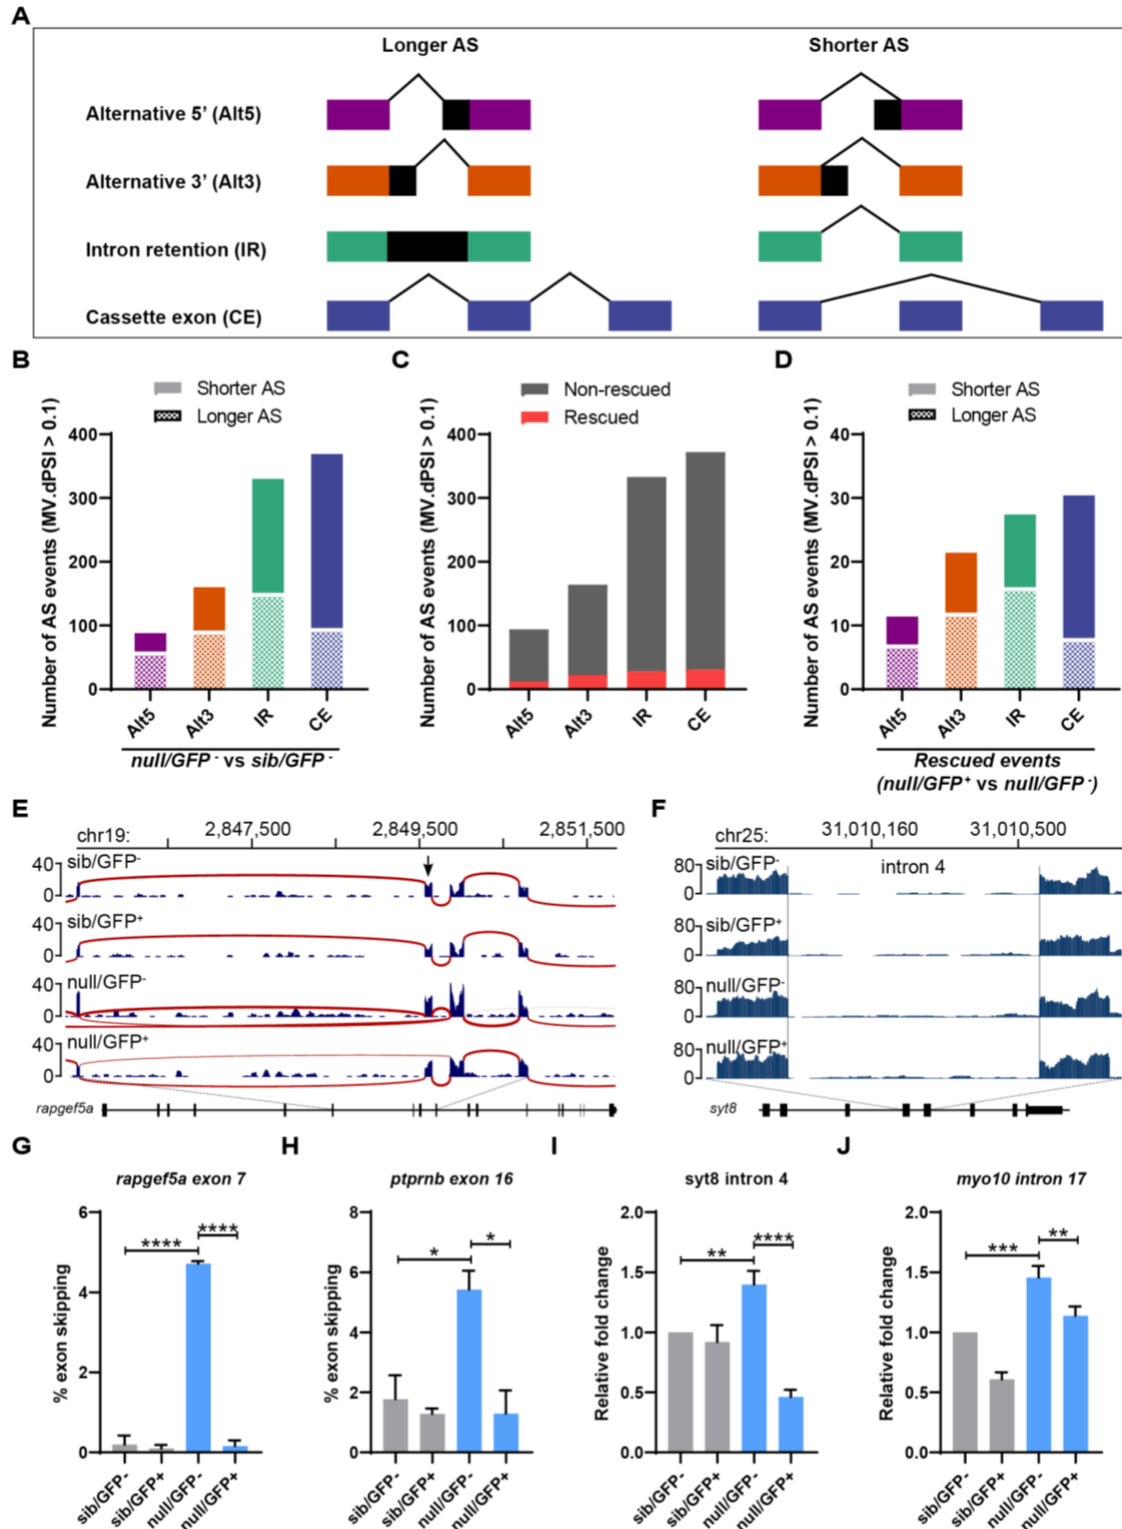 A
Longer AS
Shorter AS
Alternative 5' (Alt5)
Alternative 3' (Alt3)
Intron retention (IR)
Cassette exon (CE)
B
Shorter AS
Longer AS
Number of AS events (MV.dPSI > 0.1)
400
300
200
100
0
Alt5
Alt3
IR
CE
null/GFP⁻ vs sib/GFP⁻
C
Non-rescued
Rescued
Number of AS events (MV.dPSI > 0.1)
400
300
200
100
0
Alt5
Alt3
IR
CE
D
Shorter AS
Longer AS
Number of AS events (MV.dPSI > 0.1)
40
30
20
10
0
Alt5
Alt3
IR
CE
Rescued events
(null/GFP⁺ vs null/GFP⁻)
E
chr19:
2,847,500
2,849,500
2,851,500
40
0
sib/GFP⁻
40
0
sib/GFP⁺
40
0
null/GFP⁻
40
0
null/GFP⁺
rapgef5a
F
chr25:
31,010,160
31,010,500
intron 4
80
0
sib/GFP⁻
80
0
sib/GFP⁺
80
0
null/GFP⁻
80
0
null/GFP⁺
syt8
G
rapgef5a exon 7
% exon skipping
6
4
2
0
****
****
sib/GFP-
sib/GFP+
null/GFP-
null/GFP+
H
ptprnb exon 16
% exon skipping
8
6
4
2
0
*
*
sib/GFP-
sib/GFP+
null/GFP-
null/GFP+
I
syt8 intron 4
Relative fold change
2.0
1.5
1.0
0.5
0.0
**
****
sib/GFP-
sib/GFP+
null/GFP-
null/GFP+
J
myo10 intron 17
Relative fold change
2.0
1.5
1.0
0.5
0.0
***
**
sib/GFP-
sib/GFP+
null/GFP-
null/GFP+